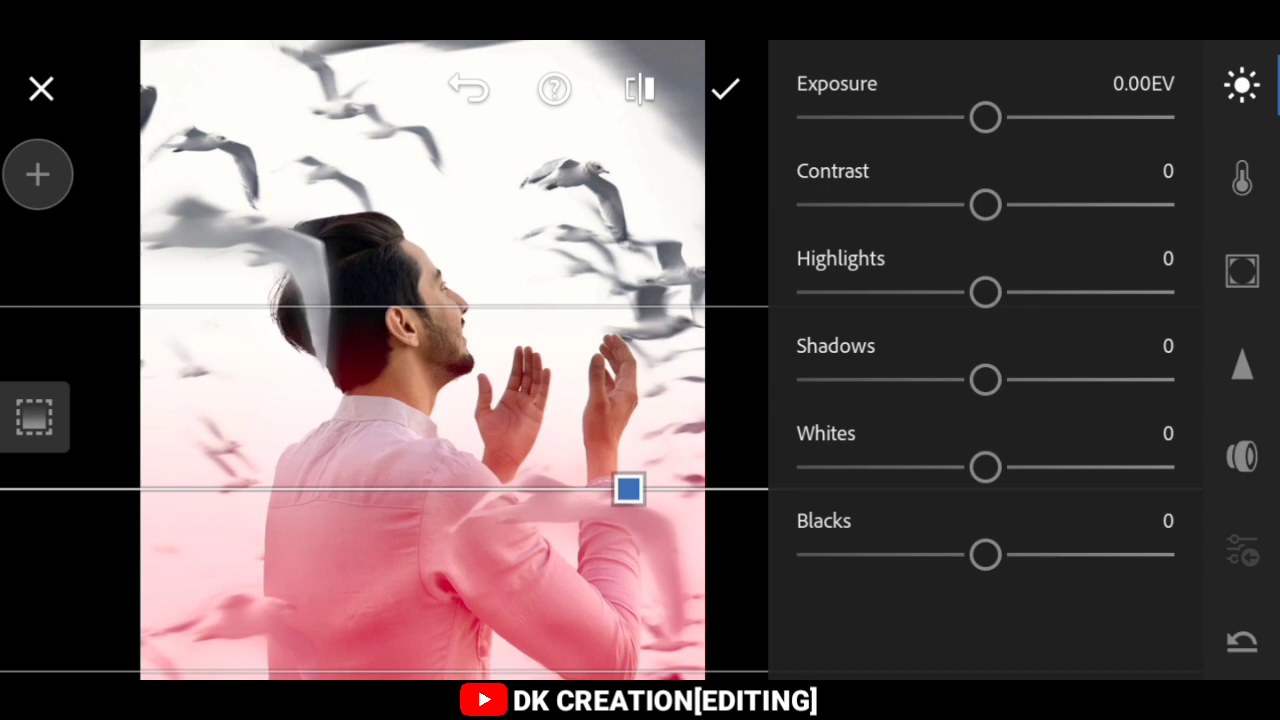 Exposure 0.00EV
Contrast 0
Highlights 0
Shadows 0
Whites 0
Blacks 0
DK CREATION[EDITING]